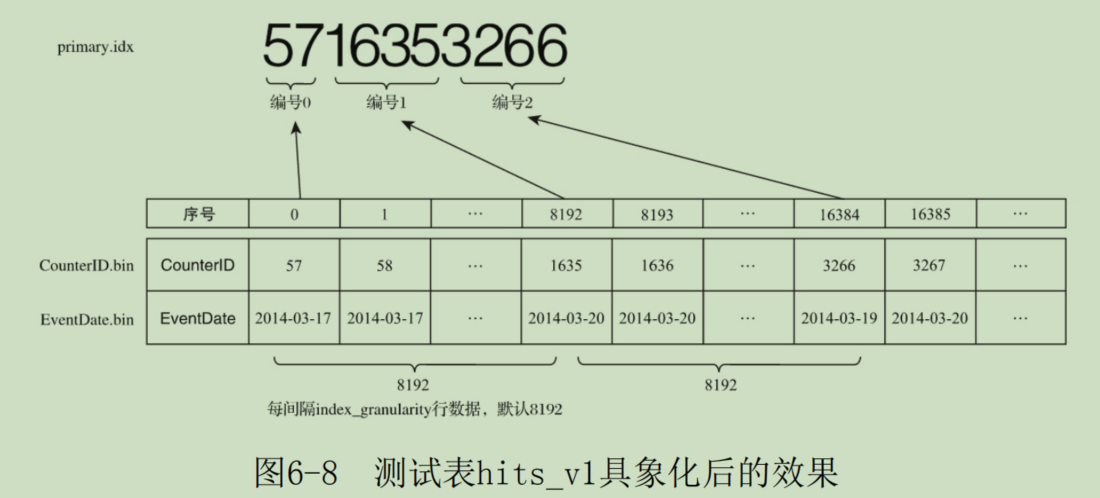 primary.idx 5716353266
编号0 编号1 编号2
序号 0 1 … 8192 8193 … 16384 16385 …
CounterID.bin CounterID 57 58 … 1635 1636 … 3266 3267 …
EventDate.bin EventDate 2014-03-17 2014-03-17 … 2014-03-20 2014-03-20 … 2014-03-19 2014-03-20 …
8192 8192
每间隔index_granularity行数据，默认8192
图6-8 测试表hits_v1具象化后的效果